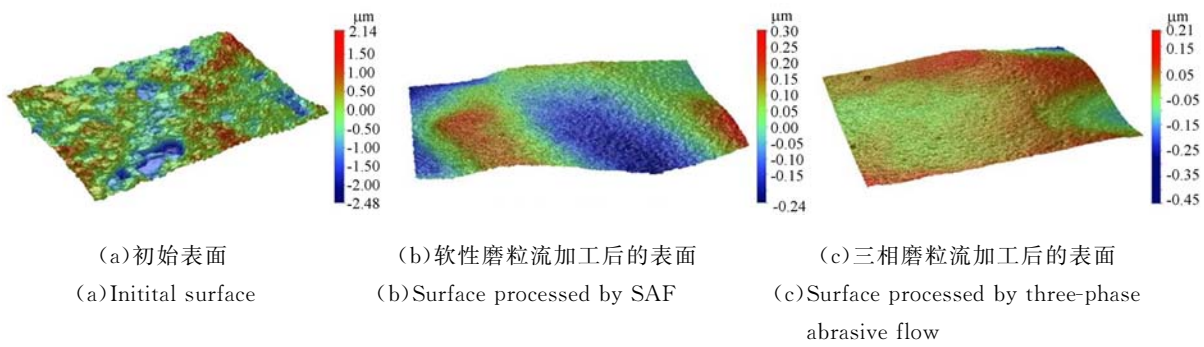 μm
2.14
1.50
1.00
0.50
0.00
-0.50
-1.00
-1.50
-2.00
-2.48
μm
0.30
0.20
0.15
0.10
0.05
0.00
-0.05
-0.10
-0.15
-0.24
μm
0.21
0.15
0.05
-0.05
-0.15
-0.25
-0.35
-0.45
(a)初始表面
(a)Initital surface
(b)软性磨粒流加工后的表面
(b)Surface processed by SAF
(c)三相磨粒流加工后的表面
(c)Surface processed by three-phase
abrasive flow